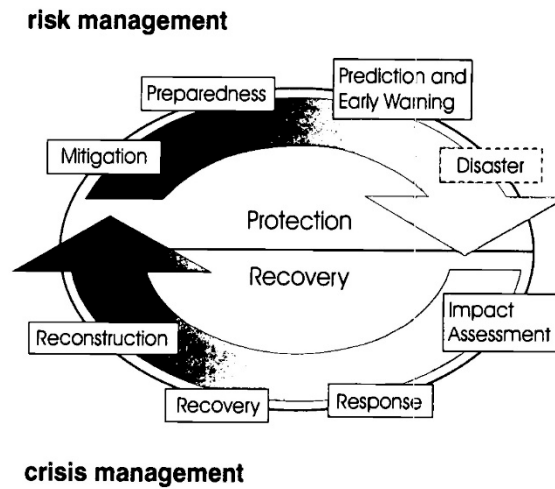 risk management
Preparedness
Prediction and
Early Warning
Mitigation
Disaster
Protection
Recovery
Impact
Assessment
Reconstruction
Recovery
Response
crisis management